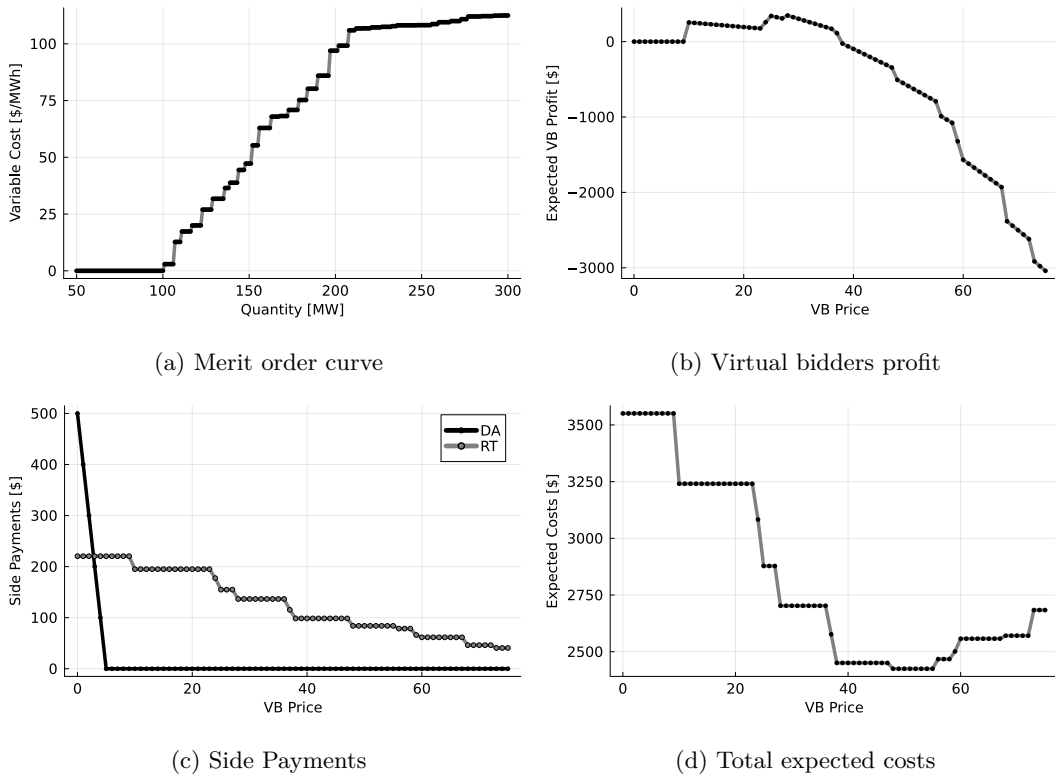 Variable Cost [$/MWh]
100
75
50
25
0
50 100 150 200 250 300
Quantity [MW]
(a) Merit order curve
Expected VB Profit [$]
0
−1000
−2000
−3000
0 20 40 60
VB Price
(b) Virtual bidders profit
Side Payments [$]
500
400
300
200
100
0
DA
RT
0 20 40 60
VB Price
(c) Side Payments
Expected Costs [$]
3500
3250
3000
2750
2500
0 20 40 60
VB Price
(d) Total expected costs